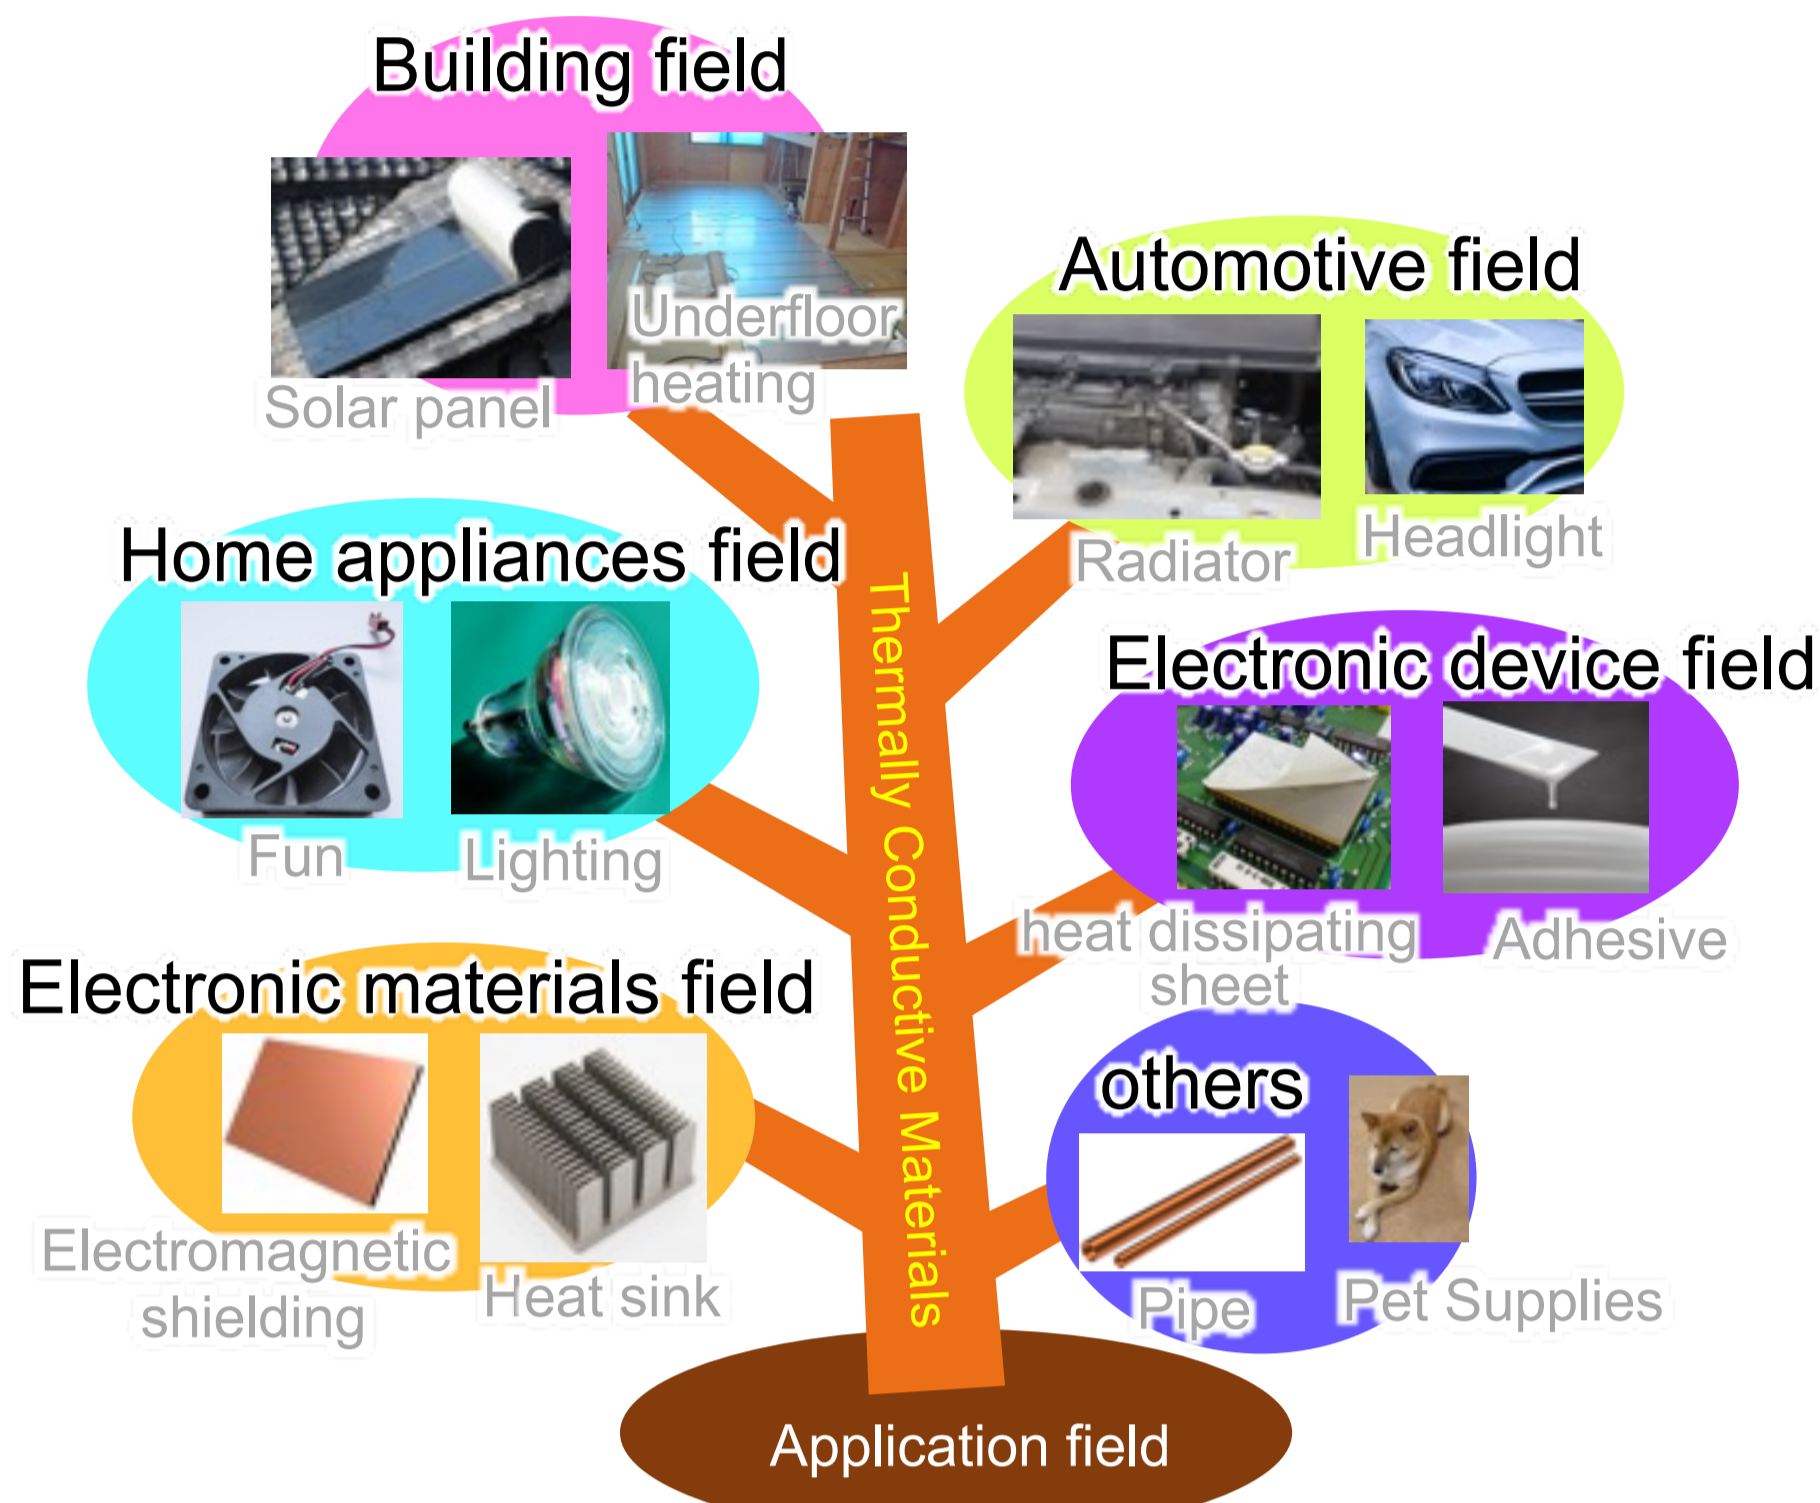 Building field
Solar panel
Underfloor
heating
Automotive field
Radiator
Headlight
Home appliances field
Fun
Lighting
Electronic device field
heat dissipating
sheet
Adhesive
Electronic materials field
Electromagnetic
shielding
Heat sink
others
Pipe
Pet Supplies
Thermally Conductive Materials
Application field